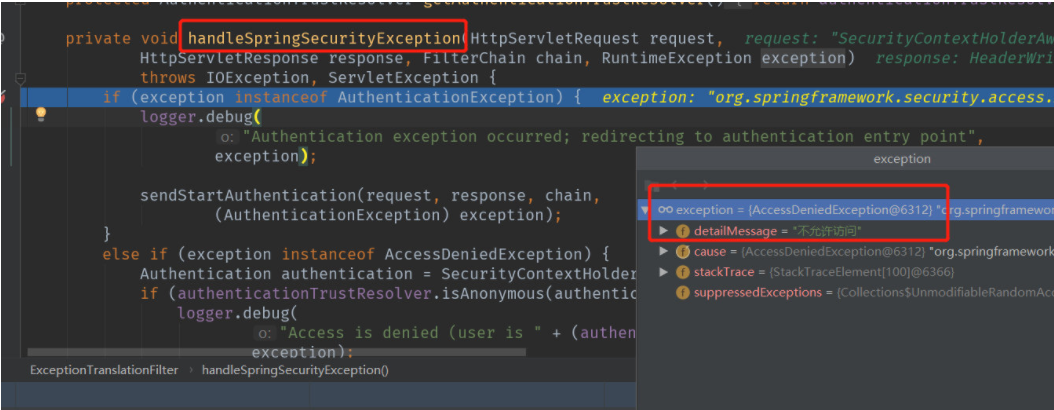 protected AuthenticationTrustResolver getAuthenticationTrustResolver() { return authenticationTrustResol
private void handleSpringSecurityException(HttpServletRequest request, request: "SecurityContextHolderAw
HttpServletResponse response, FilterChain chain, RuntimeException exception) response: HeaderWri
throws IOException, ServletException {
if (exception instanceof AuthenticationException) { exception: "org.springframework.security.access.
logger.debug(
o: "Authentication exception occurred; redirecting to authentication entry point",
exception);
sendStartAuthentication(request, response, chain,
(AuthenticationException) exception);
}
else if (exception instanceof AccessDeniedException) {
Authentication authentication = SecurityContextHolder
if (authenticationTrustResolver.isAnonymous(authentic
logger.debug(
o: "Access is denied (user is " + (authen
exception);
ExceptionTranslationFilter › handleSpringSecurityException()
exception
exception = {AccessDeniedException@6312} "org.springframewor
detailMessage = "不允许访问"
cause = {AccessDeniedException@6312} "org.springframework
stackTrace = {StackTraceElement[100]@6366}
suppressedExceptions = {Collections$UnmodifiableRandomAcc